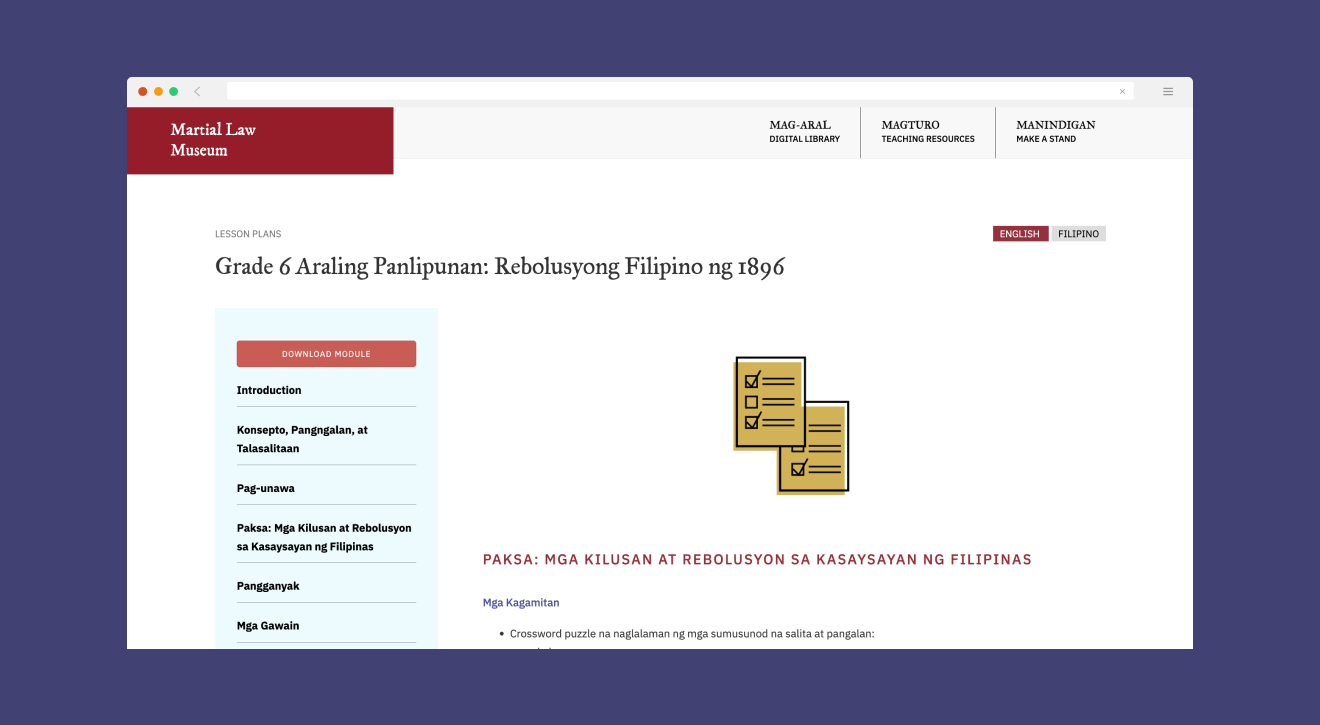 Martial Law
Museum
MAG-ARAL
DIGITAL LIBRARY
MAGTURO
TEACHING RESOURCES
MANINDIGAN
MAKE A STAND
LESSON PLANS
ENGLISH
FILIPINO
Grade 6 Araling Panlipunan: Rebolusyong Filipino ng 1896
DOWNLOAD MODULE
Introduction
Konsepto, Pangngalan, at
Talasalitaan
Pag-unawa
Paksa: Mga Kilusan at Rebolusyon
sa Kasaysayan ng Filipinas
Pangganyak
Mga Gawain
PAKSA: MGA KILUSAN AT REBOLUSYON SA KASAYSAYAN NG FILIPINAS
Mga Kagamitan
• Crossword puzzle na naglalaman ng mga sumusunod na salita at pangalan: